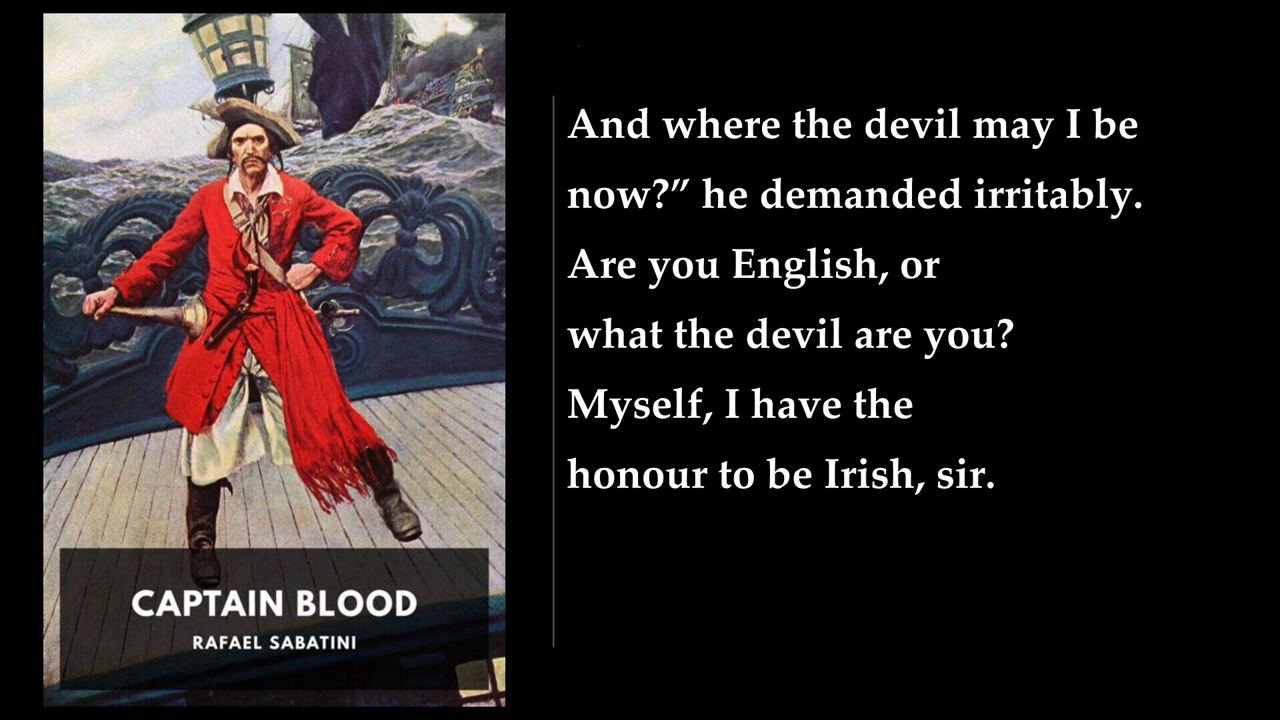 And where the devil may I be
now?” he demanded irritably.
Are you English, or
what the devil are you?
Myself, I have the
honour to be Irish, sir.
CAPTAIN BLOOD
RAFAEL SABATINI